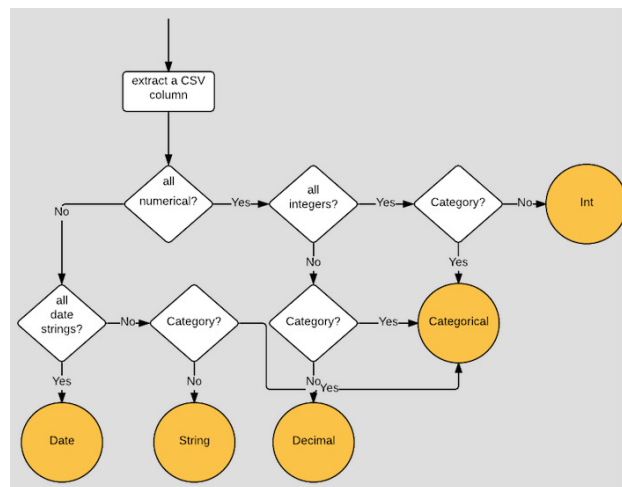 extract a CSV
column
all
numerical?
Yes
all
integers?
Yes
Category?
No
Int
No
No
Yes
all
date
strings?
No
Category?
Category?
Yes
Categorical
Yes
No
No
Yes
Date
String
Decimal